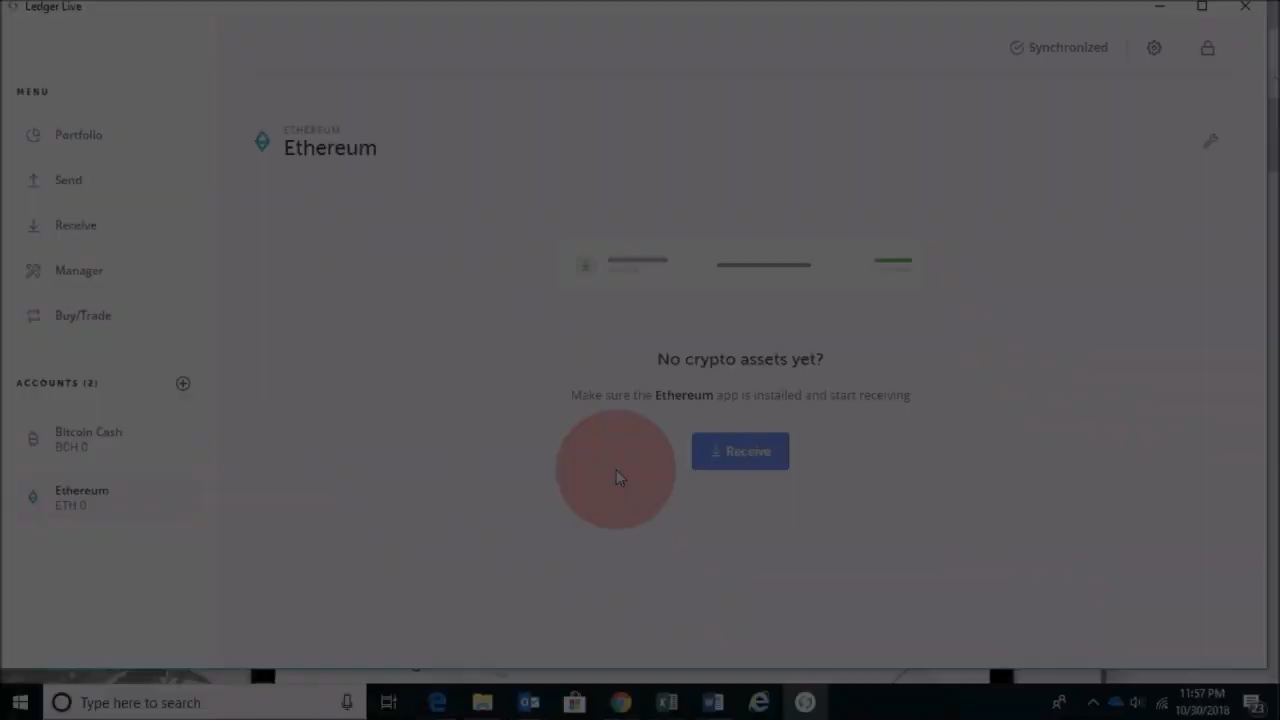 Ledger Live
Synchronized
MENU
Portfolio
Send
Receive
Manager
Buy/Trade
ACCOUNTS (2)
Bitcoin Cash
BCH 0
Ethereum
ETH 0
ETHEREUM
Ethereum
No crypto assets yet?
Make sure the Ethereum app is installed and start receiving
Receive
Type here to search
11:57 PM
10/30/2018
23